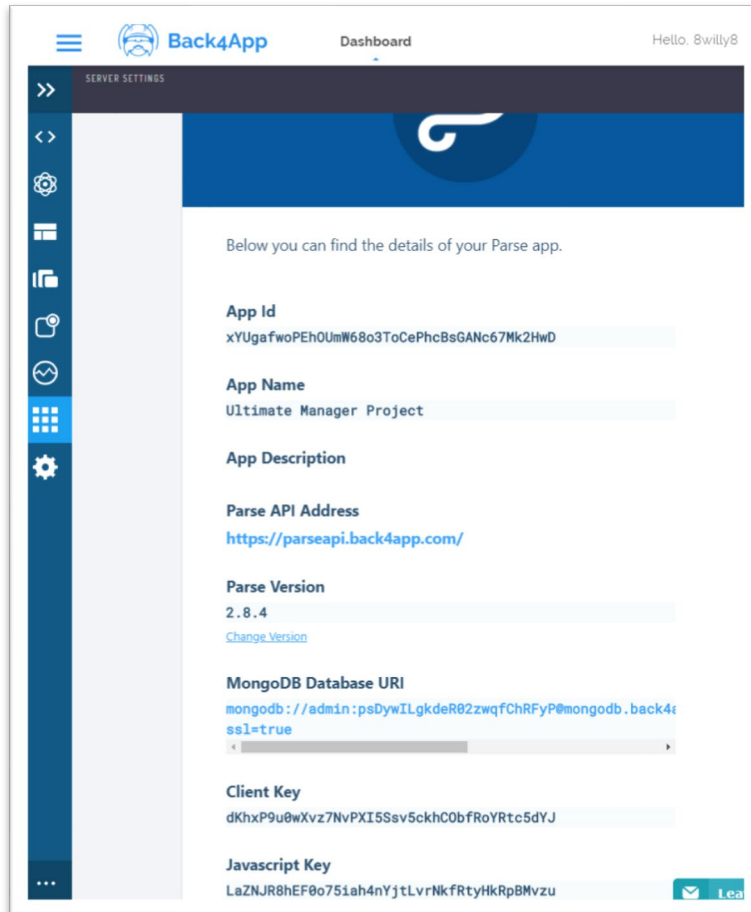 Back4App
Dashboard
Hello. 8willy8
SERVER SETTINGS
Below you can find the details of your Parse app.
App Id
xYUgafwoPEhOUmW68o3ToCePhcBsGANc67Mk2HwD
App Name
Ultimate Manager Project
App Description
Parse API Address
https://parseapi.back4app.com/
Parse Version
2.8.4
Change Version
MongoDB Database URI
mongodb://admin:psDywILgkdeR02zwqfChRFyP@mongodb.back4a
ssl=true
Client Key
dKhxP9u0wXvz7NvPXI5Ssv5ckhCObfRoYRtc5dYJ
Javascript Key
LaZNJR8hEF0o75iah4nYjtLvrNkfRtyHkRpBMvzu
Lea